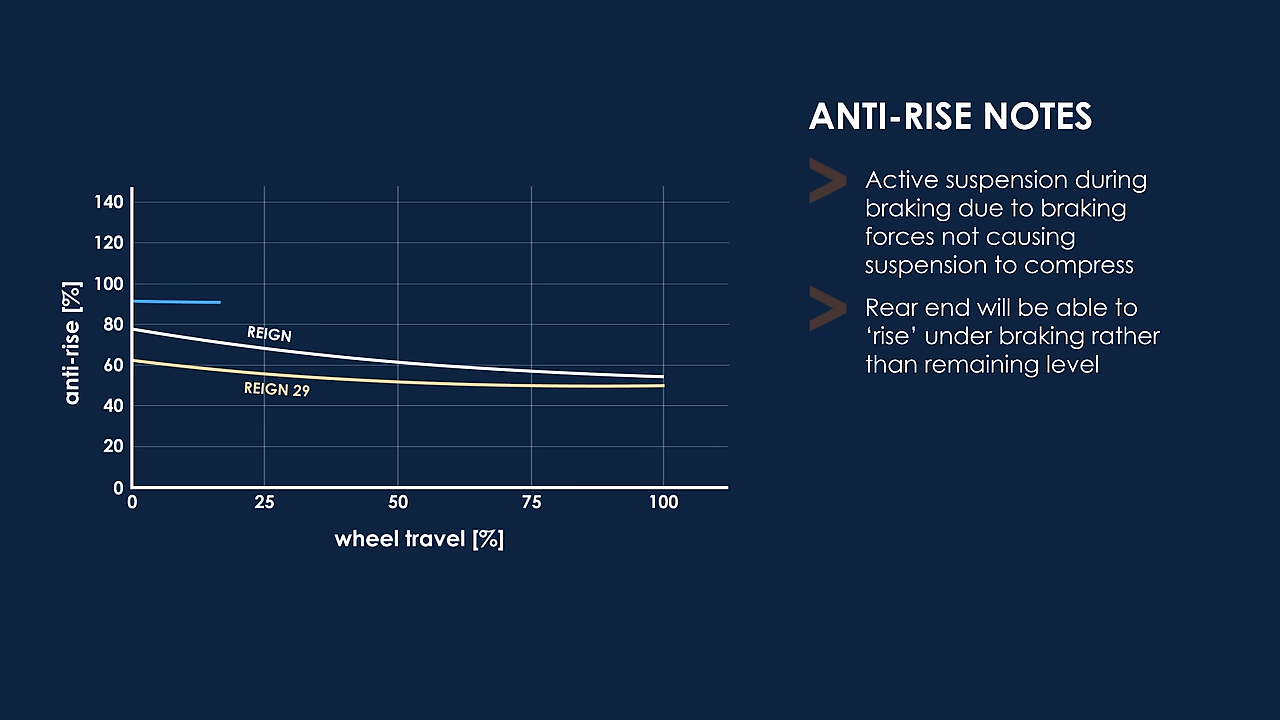 ANTI-RISE NOTES
> Active suspension during
braking due to braking
forces not causing
suspension to compress
> Rear end will be able to
‘rise’ under braking rather
than remaining level
anti-rise [%]
140
120
100
80
60
40
20
0
REIGN
REIGN 29
0 25 50 75 100
wheel travel [%]